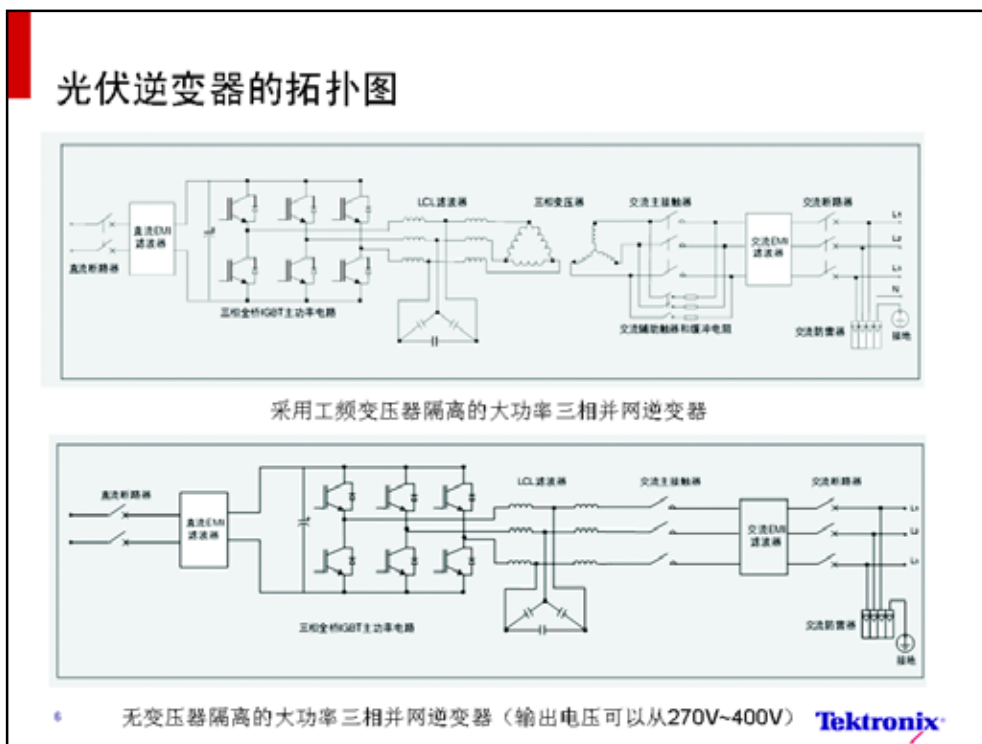 光伏逆变器的拓扑图
LCL滤波器
三相变压器
交流主接触器
交流断路器
直流EMI
滤波器
交流EMI
滤波器
L1
L2
L3
N
直流断路器
三相全桥IGBT主功率电路
交流辅助触器和缓冲电阻
交流防雷器
接地
采用工频变压器隔离的大功率三相并网逆变器
直流断路器
LCL滤波器
交流主接触器
交流断路器
直流EMI
滤波器
交流EMI
滤波器
L1
L2
L3
三相全桥IGBT主功率电路
交流防雷器
接地
6
无变压器隔离的大功率三相并网逆变器（输出电压可以从270V~400V）
Tektronix